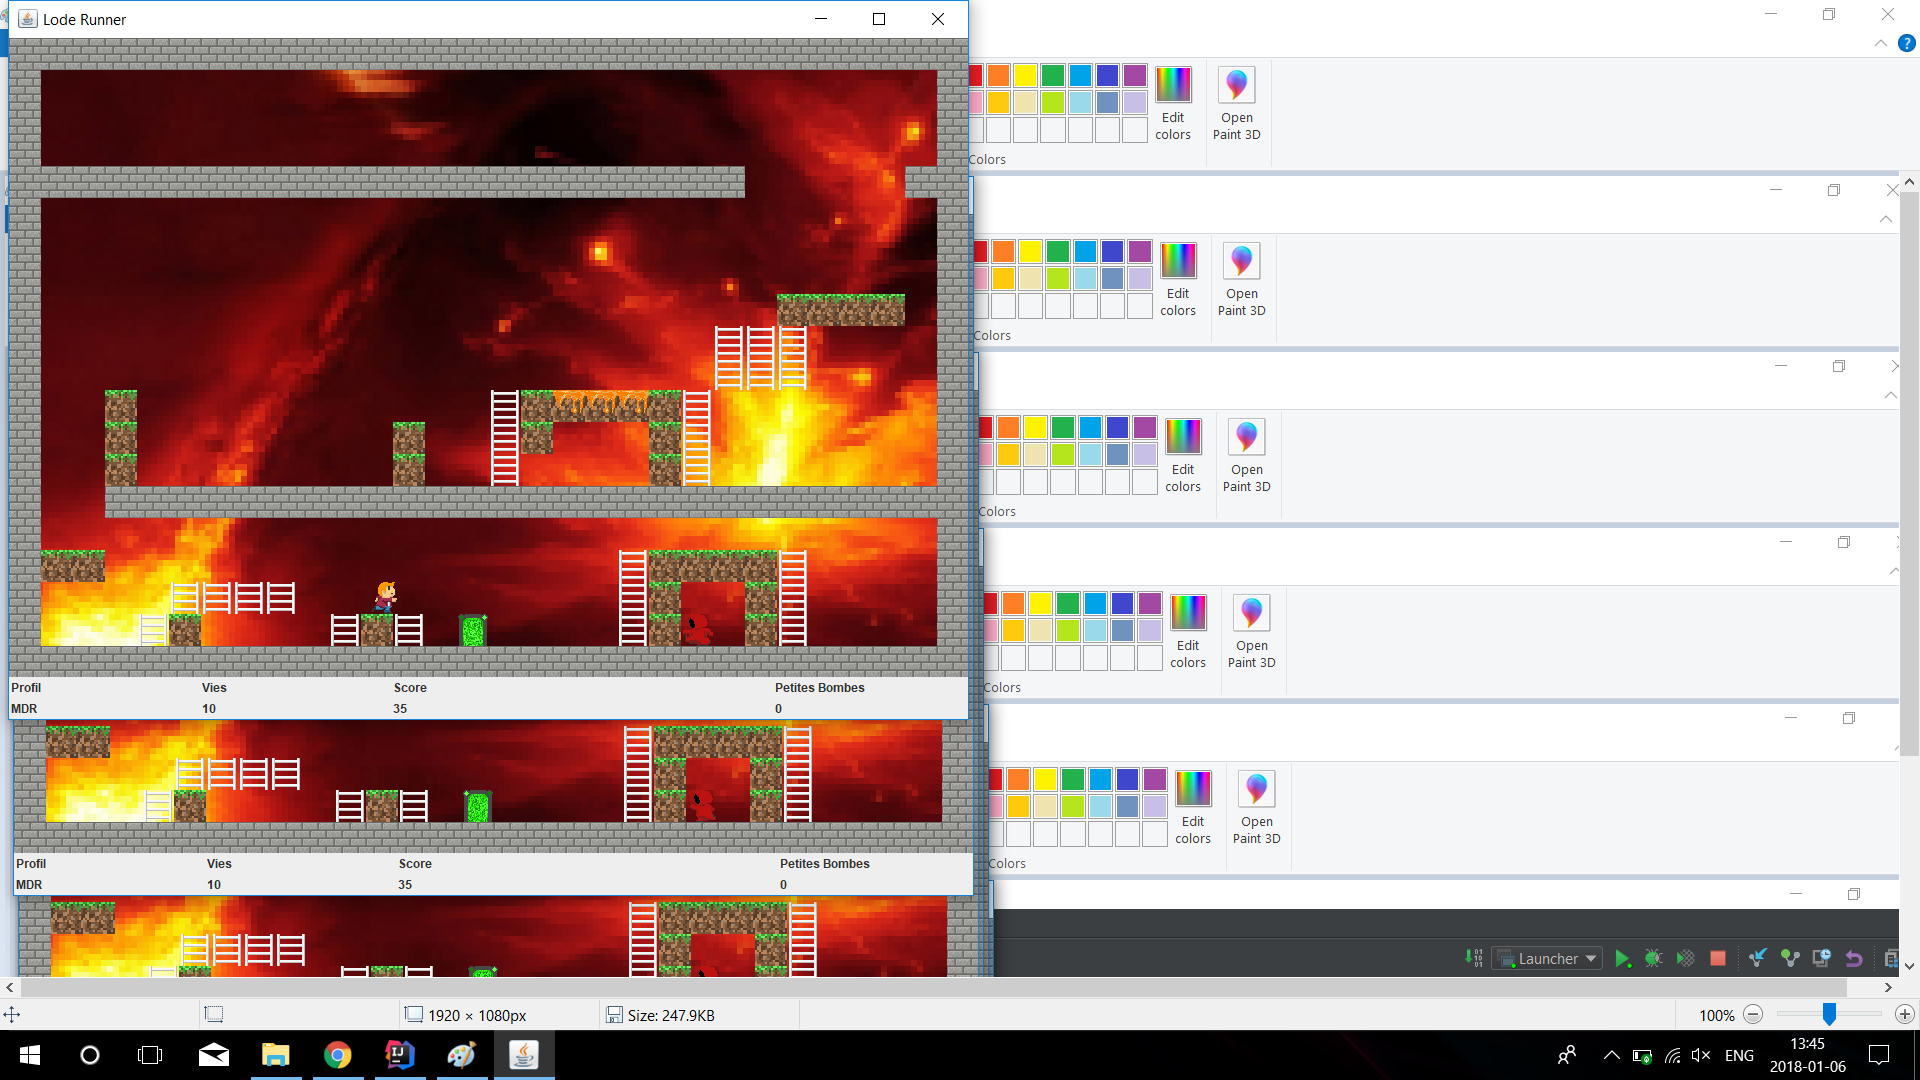 Lode Runner
Edit
colors
Open
Paint 3D
Colors
Edit
colors
Open
Paint 3D
Colors
Edit
colors
Open
Paint 3D
Colors
Edit
colors
Open
Paint 3D
Colors
Profil Vies Score Petites Bombes
MDR 10 35 0
Edit
colors
Open
Paint 3D
Colors
Profil Vies Score Petites Bombes
MDR 10 35 0
Launcher
1920 × 1080px
Size: 247.9KB
100%
ENG
13:45
2018-01-06